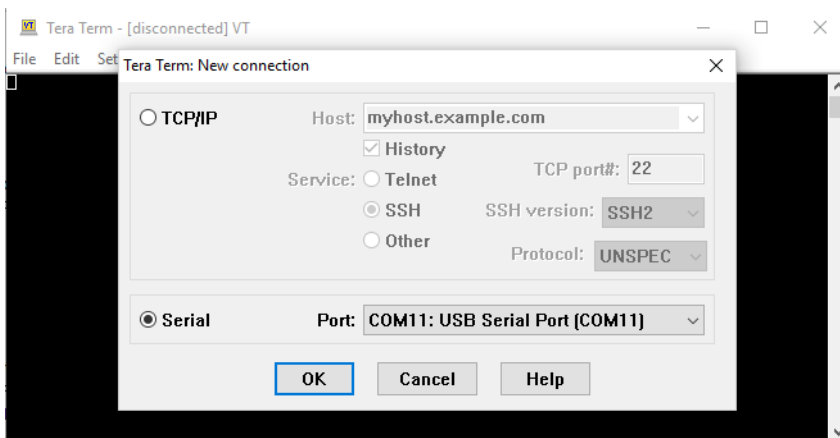 VT Tera Term - [disconnected] VT
File Edit Set
Tera Term: New connection
TCP/IP Host: myhost.example.com
History
Service: Telnet TCP port#: 22
SSH SSH version: SSH2
Other Protocol: UNSPEC
Serial Port: COM11: USB Serial Port (COM11)
OK Cancel Help